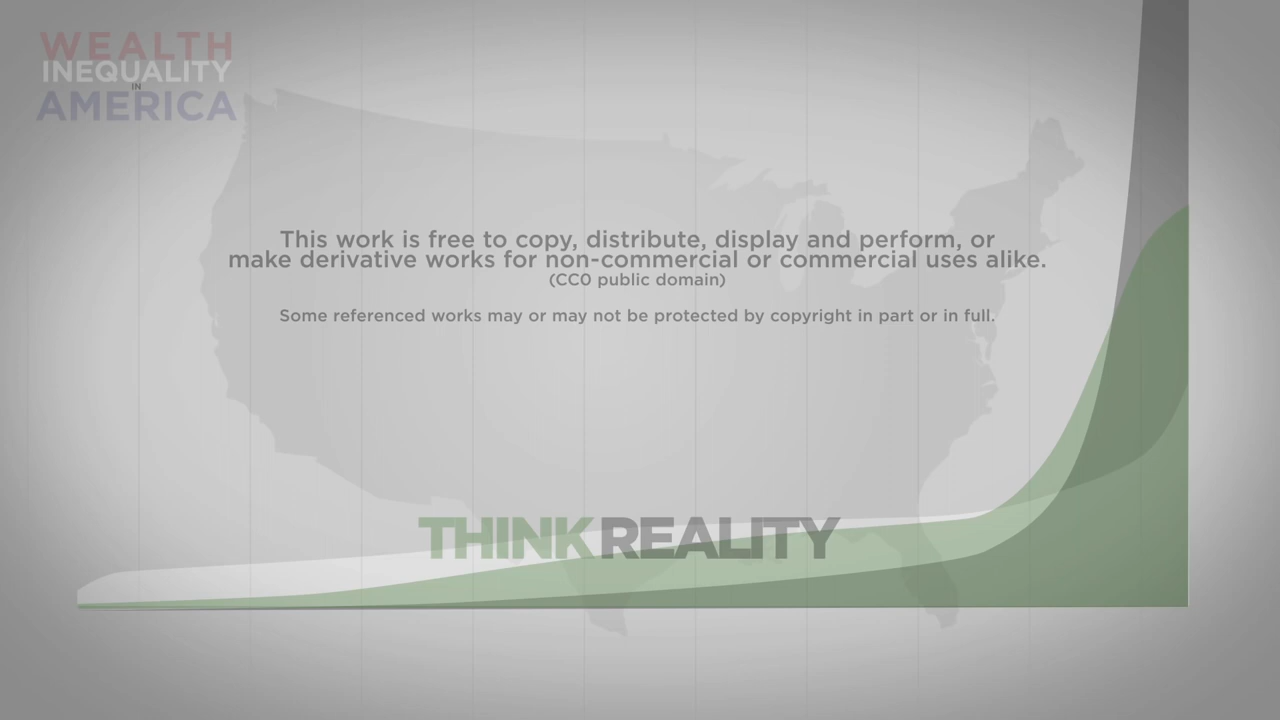 WEALTH
INEQUALITY
IN
AMERICA
This work is free to copy, distribute, display and perform, or
make derivative works for non-commercial or commercial uses alike.
(CC0 public domain)
Some referenced works may or may not be protected by copyright in part or in full.
THINKREALITY